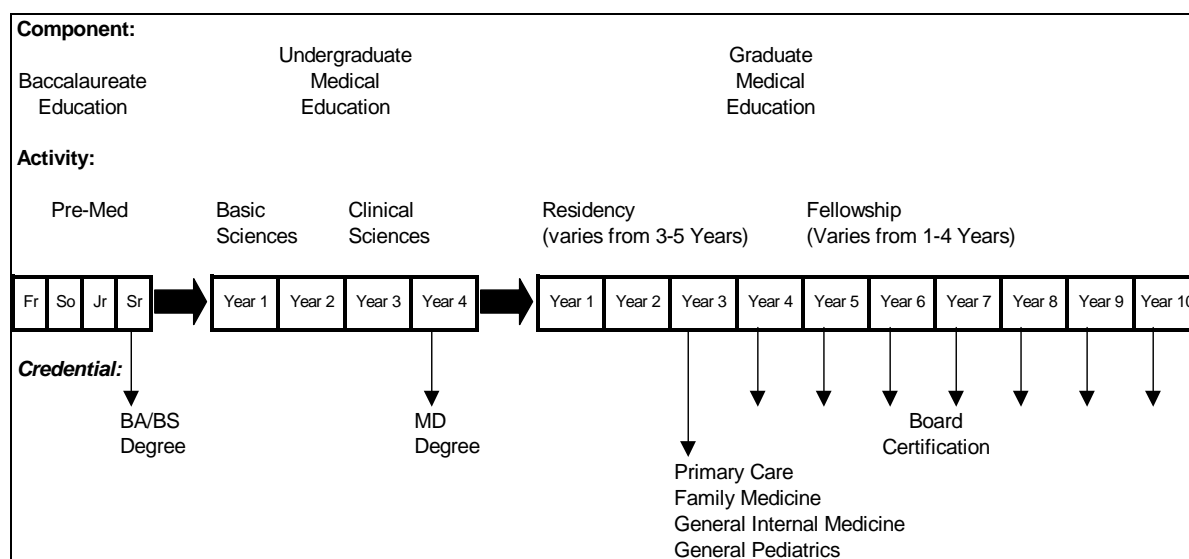 Component:
Baccalaureate
Education
Undergraduate
Medical
Education
Graduate
Medical
Education
Activity:
Pre-Med
Basic
Sciences
Clinical
Sciences
Residency
(varies from 3-5 Years)
Fellowship
(Varies from 1-4 Years)
Fr So Jr Sr Year 1 Year 2 Year 3 Year 4 Year 1 Year 2 Year 3 Year 4 Year 5 Year 6 Year 7 Year 8 Year 9 Year 10
Credential:
BA/BS
Degree
MD
Degree
Board
Certification
Primary Care
Family Medicine
General Internal Medicine
General Pediatrics